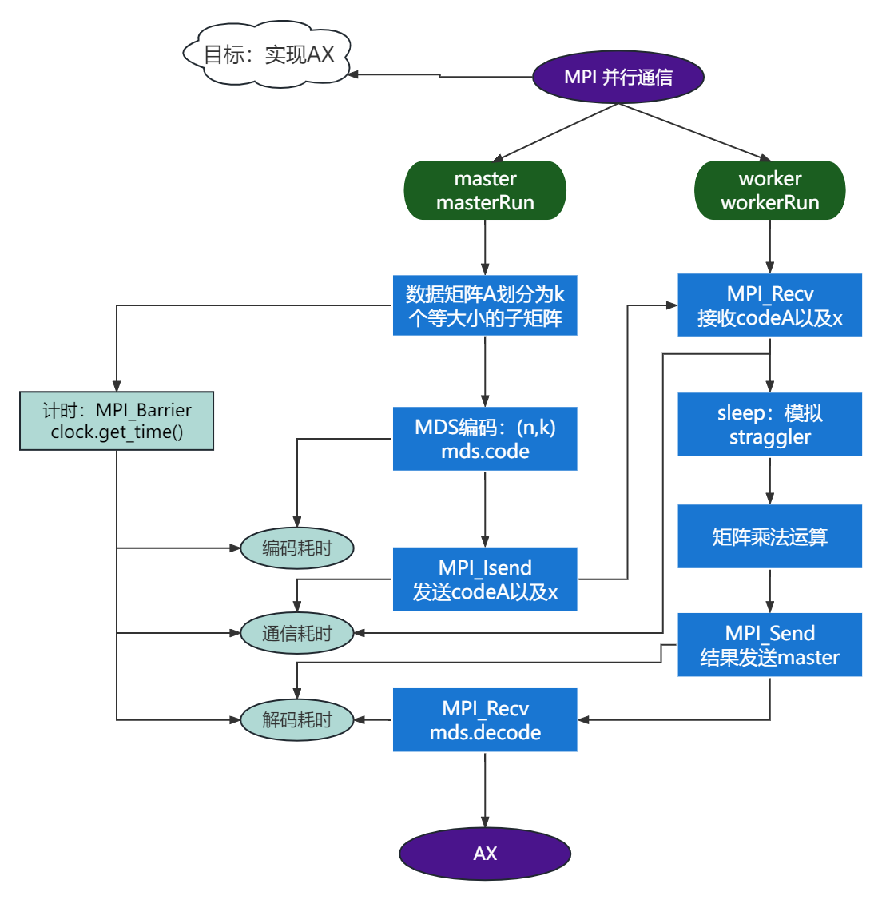 目标：实现AX
MPI 并行通信
master
masterRun
worker
workerRun
数据矩阵A划分为k
个等大小的子矩阵
MPI_Recv
接收codeA以及x
计时：MPI_Barrier
clock.get_time()
MDS编码：(n,k)
mds.code
sleep：模拟
straggler
编码耗时
矩阵乘法运算
MPI_Isend
发送codeA以及x
通信耗时
MPI_Send
结果发送master
解码耗时
MPI_Recv
mds.decode
AX